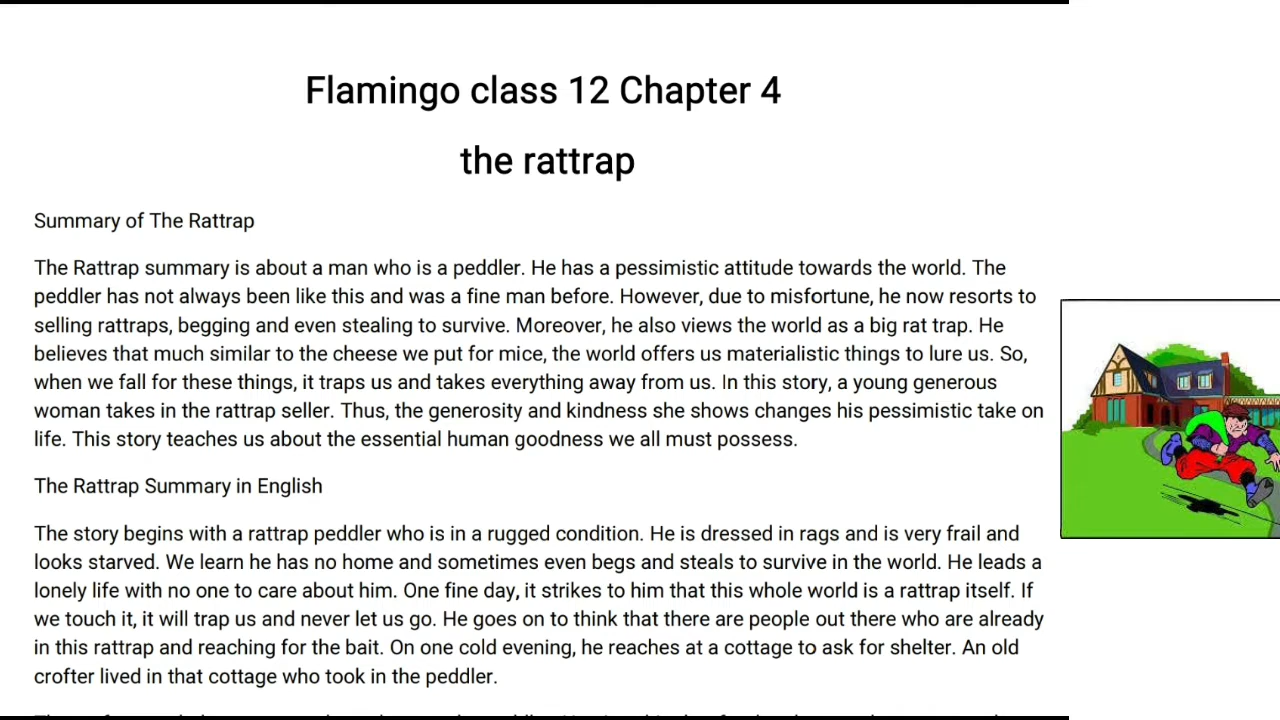 Flamingo class 12 Chapter 4
the rattrap
Summary of The Rattrap
The Rattrap summary is about a man who is a peddler. He has a pessimistic attitude towards the world. The
peddler has not always been like this and was a fine man before. However, due to misfortune, he now resorts to
selling rattraps, begging and even stealing to survive. Moreover, he also views the world as a big rat trap. He
believes that much similar to the cheese we put for mice, the world offers us materialistic things to lure us. So,
when we fall for these things, it traps us and takes everything away from us. In this story, a young generous
woman takes in the rattrap seller. Thus, the generosity and kindness she shows changes his pessimistic take on
life. This story teaches us about the essential human goodness we all must possess.
The Rattrap Summary in English
The story begins with a rattrap peddler who is in a rugged condition. He is dressed in rags and is very frail and
looks starved. We learn he has no home and sometimes even begs and steals to survive in the world. He leads a
lonely life with no one to care about him. One fine day, it strikes to him that this whole world is a rattrap itself. If
we touch it, it will trap us and never let us go. He goes on to think that there are people out there who are already
in this rattrap and reaching for the bait. On one cold evening, he reaches at a cottage to ask for shelter. An old
crofter lived in that cottage who took in the peddler.